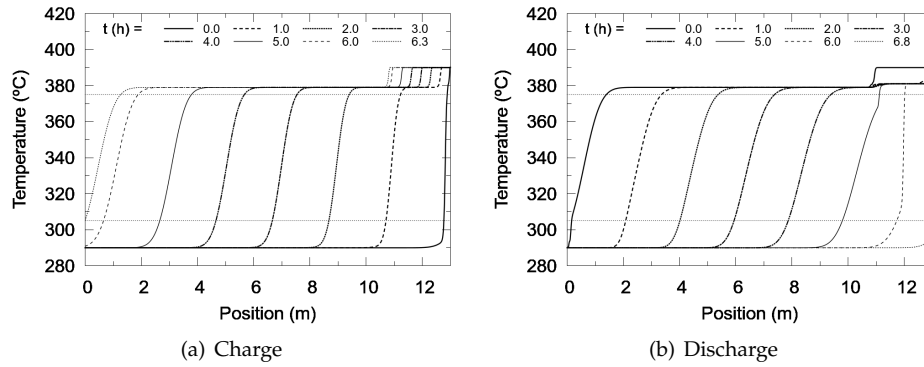 t (h) = 0.0 1.0 2.0 3.0
4.0 5.0 6.0 6.3
Temperature (ºC)
420
400
380
360
340
320
300
280
0 2 4 6 8 10 12
Position (m)
(a) Charge
t (h) = 0.0 1.0 2.0 3.0
4.0 5.0 6.0 6.8
Temperature (ºC)
420
400
380
360
340
320
300
280
0 2 4 6 8 10 12
Position (m)
(b) Discharge